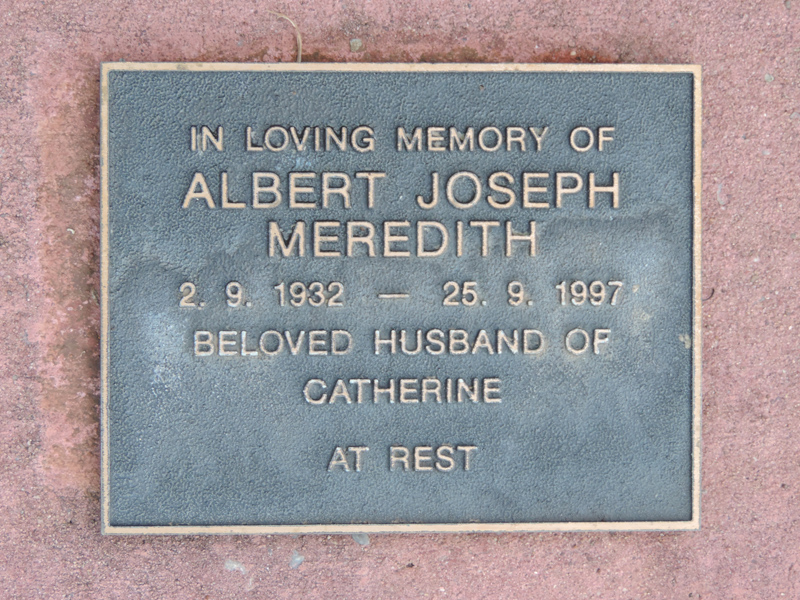 IN LOVING MEMORY OF
ALBERT JOSEPH
MEREDITH
2. 9. 1932 — 25. 9. 1997
BELOVED HUSBAND OF
CATHERINE
AT REST